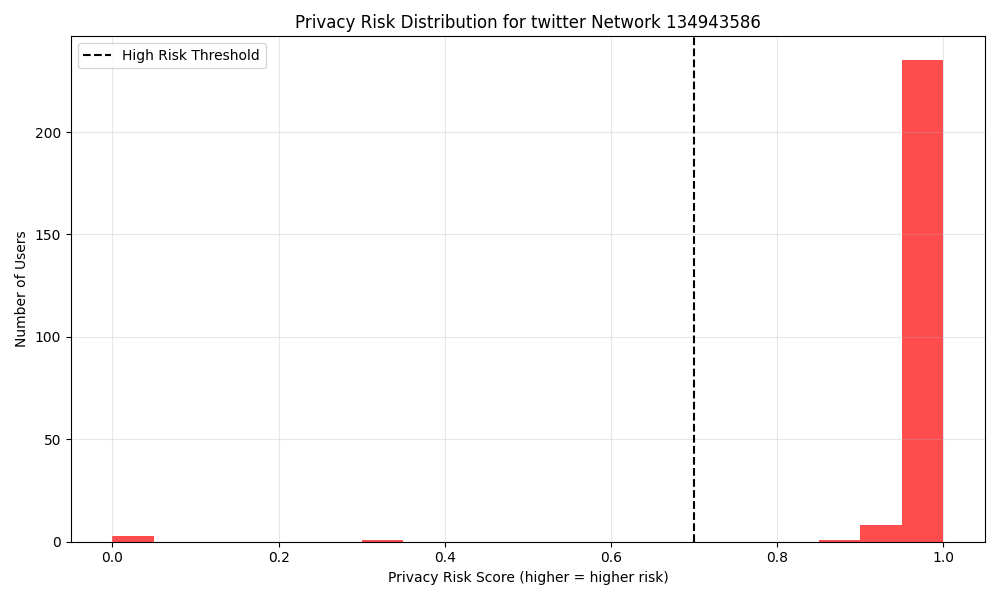 Privacy Risk Distribution for twitter Network 134943586
High Risk Threshold
Number of Users
200
150
100
50
0
0.0 0.2 0.4 0.6 0.8 1.0
Privacy Risk Score (higher = higher risk)